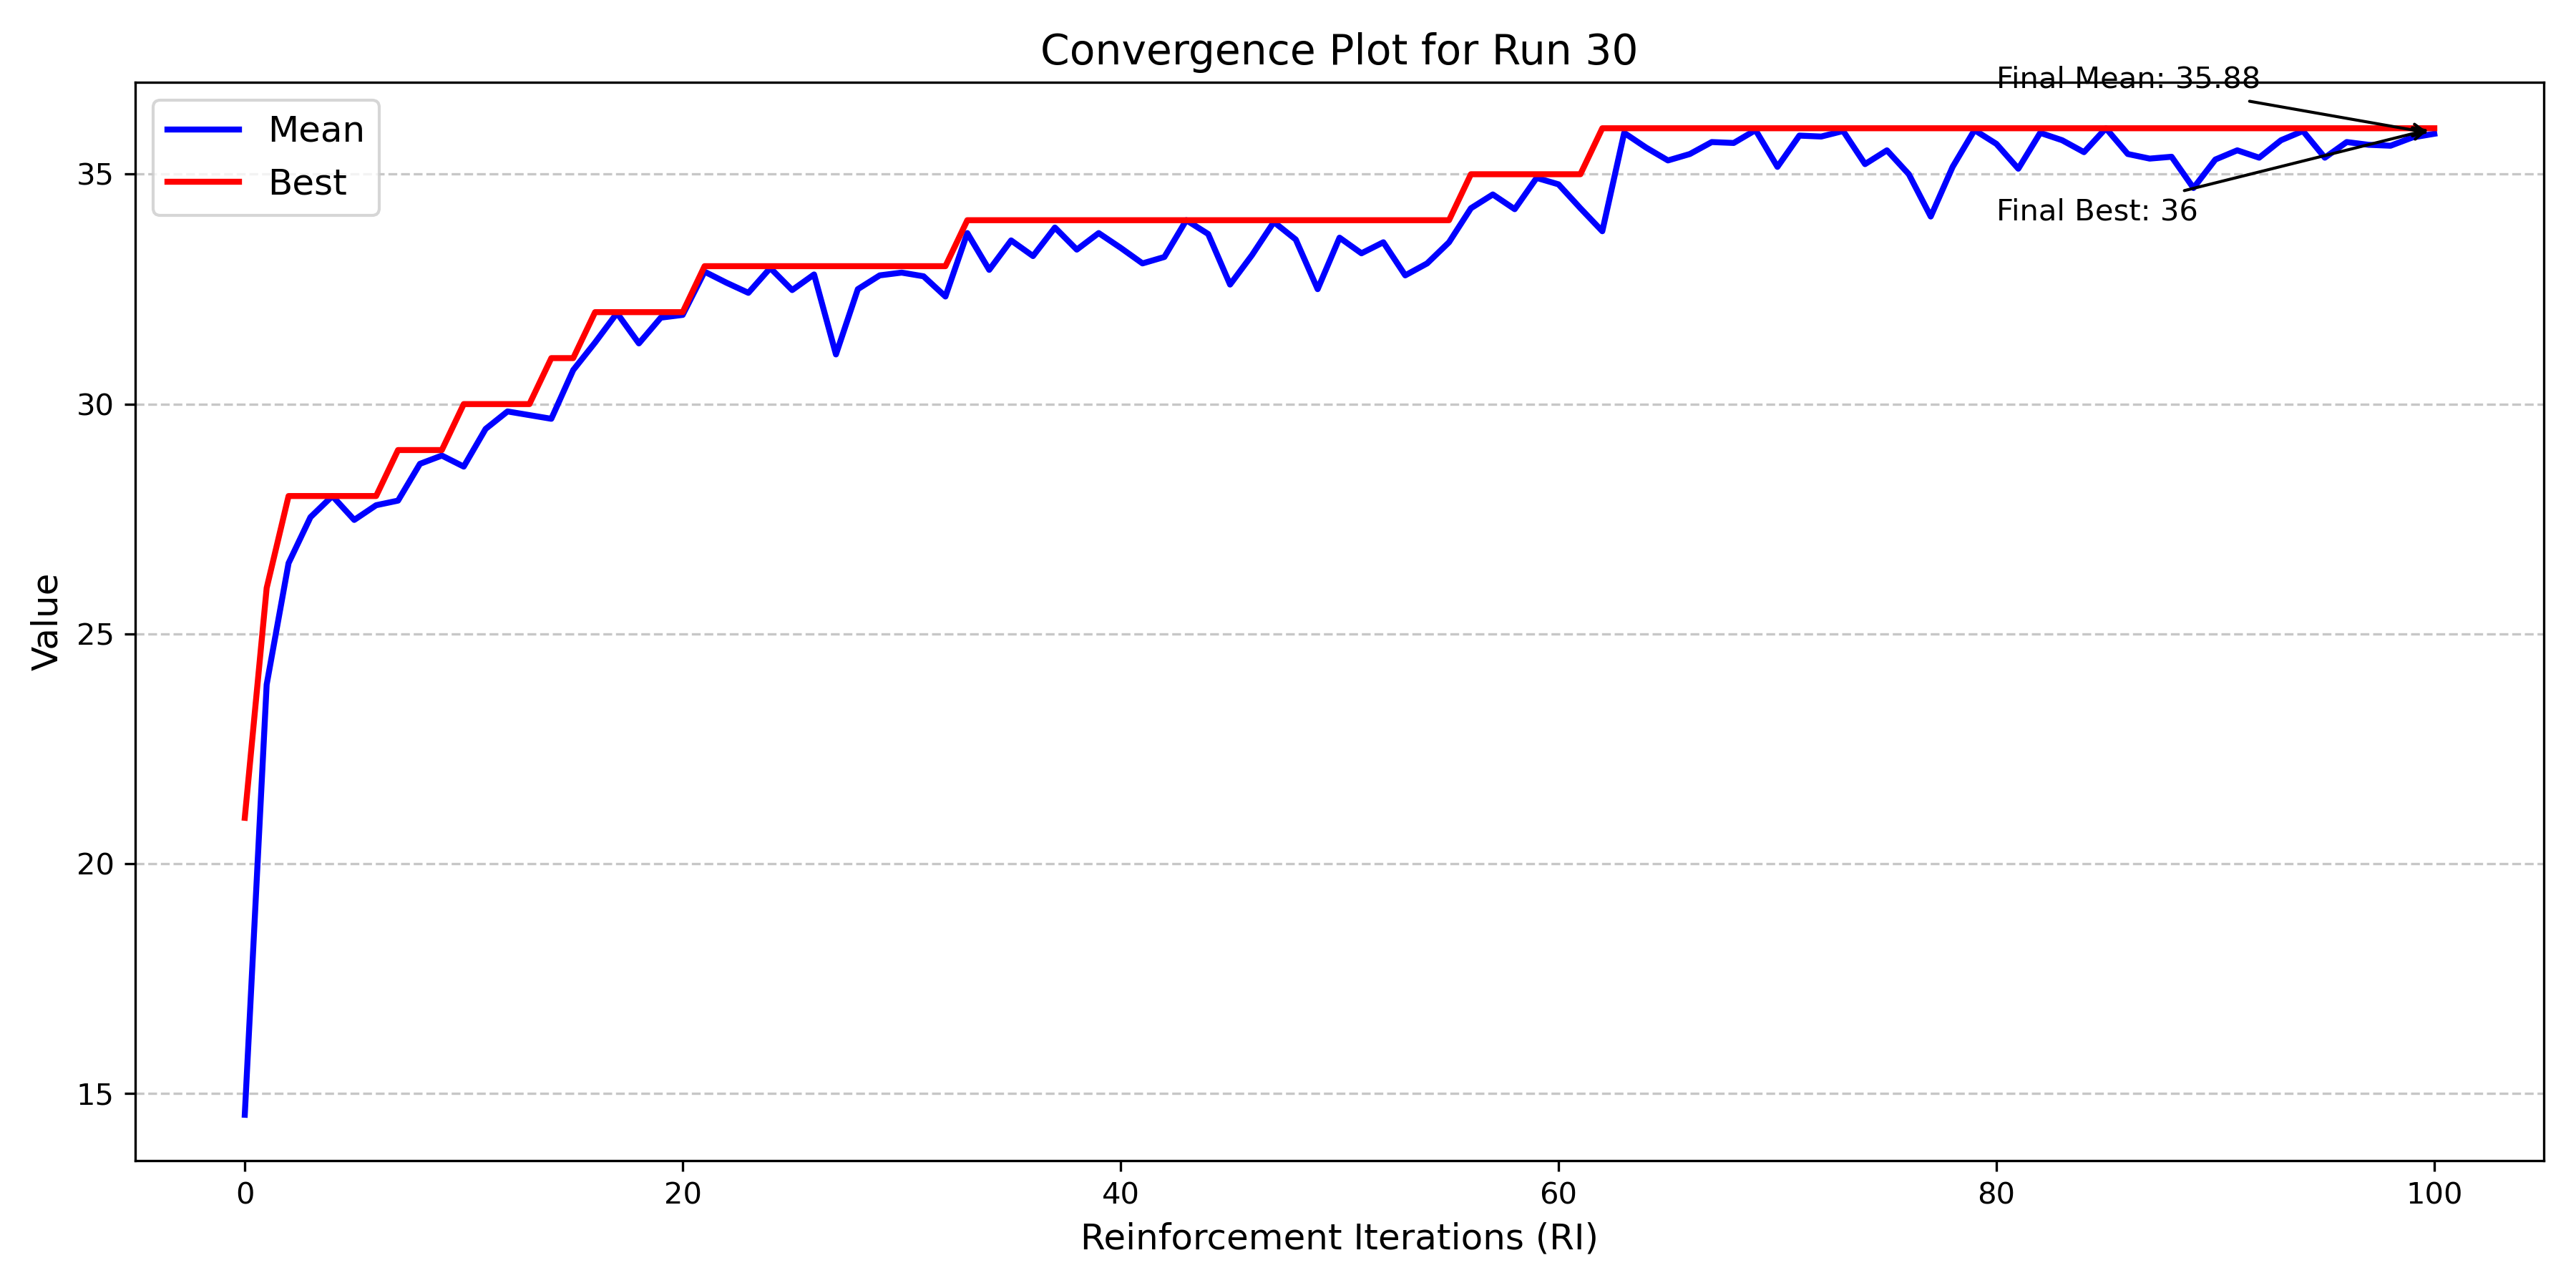 Convergence Plot for Run 30
Final Mean: 35.88
Mean
Best
Final Best: 36
35
30
25
20
15
Value
0 20 40 60 80 100
Reinforcement Iterations (RI)